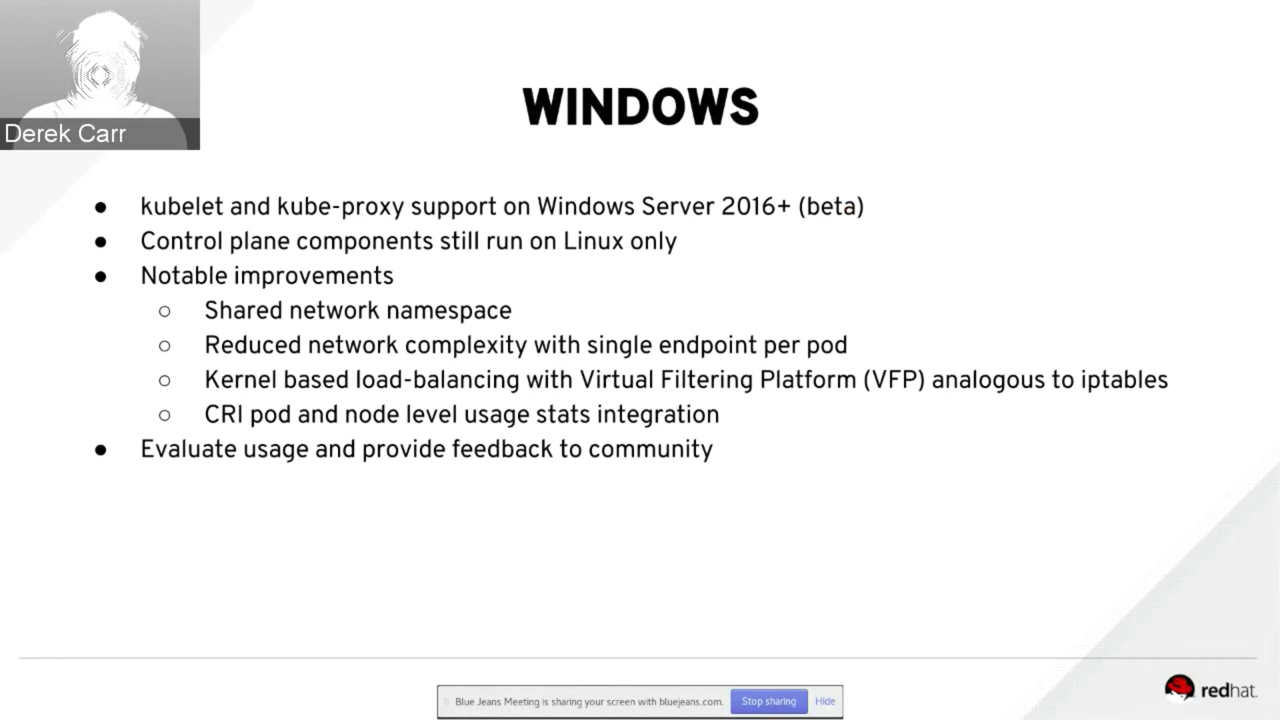 Derek Carr
WINDOWS
● kubelet and kube-proxy support on Windows Server 2016+ (beta)
● Control plane components still run on Linux only
● Notable improvements
○ Shared network namespace
○ Reduced network complexity with single endpoint per pod
○ Kernel based load-balancing with Virtual Filtering Platform (VFP) analogous to iptables
○ CRI pod and node level usage stats integration
● Evaluate usage and provide feedback to community
redhat.
Blue Jeans Meeting is sharing your screen with bluejeans.com. Stop sharing Hide